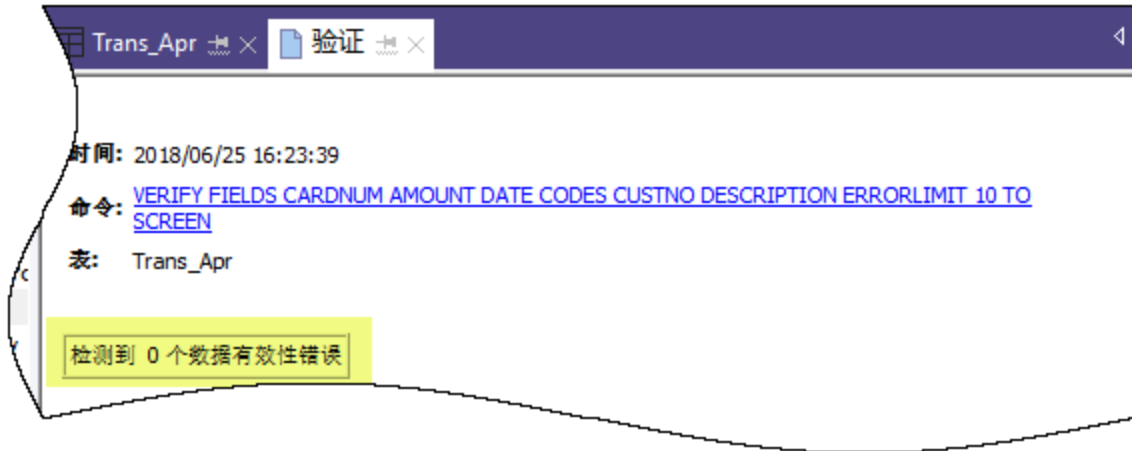 Trans_Apr
验证
时间: 2018/06/25 16:23:39
命令: VERIFY FIELDS CARDNUM AMOUNT DATE CODES CUSTNO DESCRIPTION ERRORLIMIT 10 TO
SCREEN
表: Trans_Apr
检测到 0 个数据有效性错误